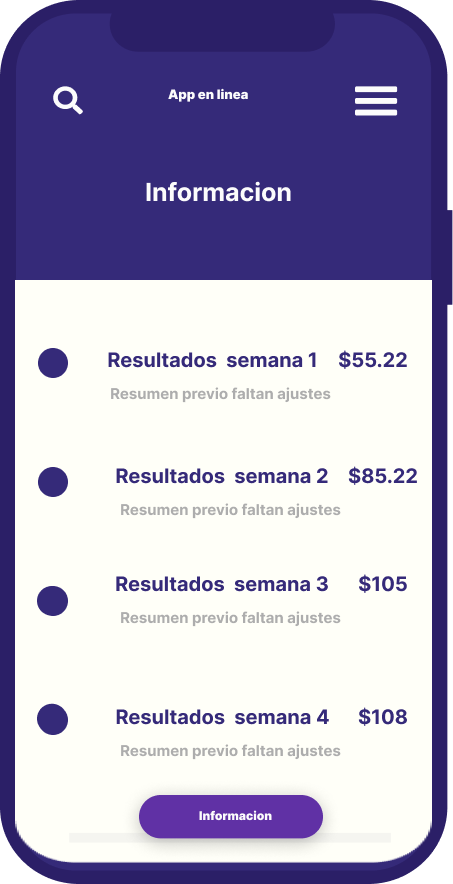 App en linea
Informacion
Resultados semana 1 $55.22
Resumen previo faltan ajustes
Resultados semana 2 $85.22
Resumen previo faltan ajustes
Resultados semana 3 $105
Resumen previo faltan ajustes
Resultados semana 4 $108
Resumen previo faltan ajustes
Informacion